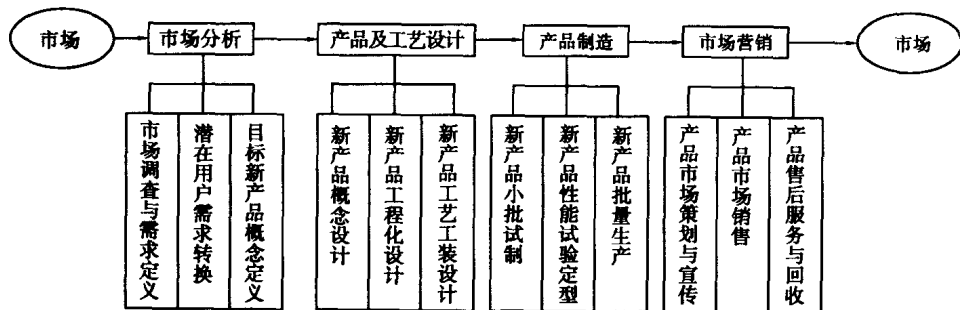 市场
市场分析
产品及工艺设计
产品制造
市场营销
市场
市场调查与需求定义
潜在用户需求转换
目标新产品概念定义
新产品概念设计
新产品工程化设计
新产品工艺工装设计
新产品小批试制
新产品性能试验定型
新产品批量生产
产品市场策划与宣传
产品市场销售
产品售后服务与回收